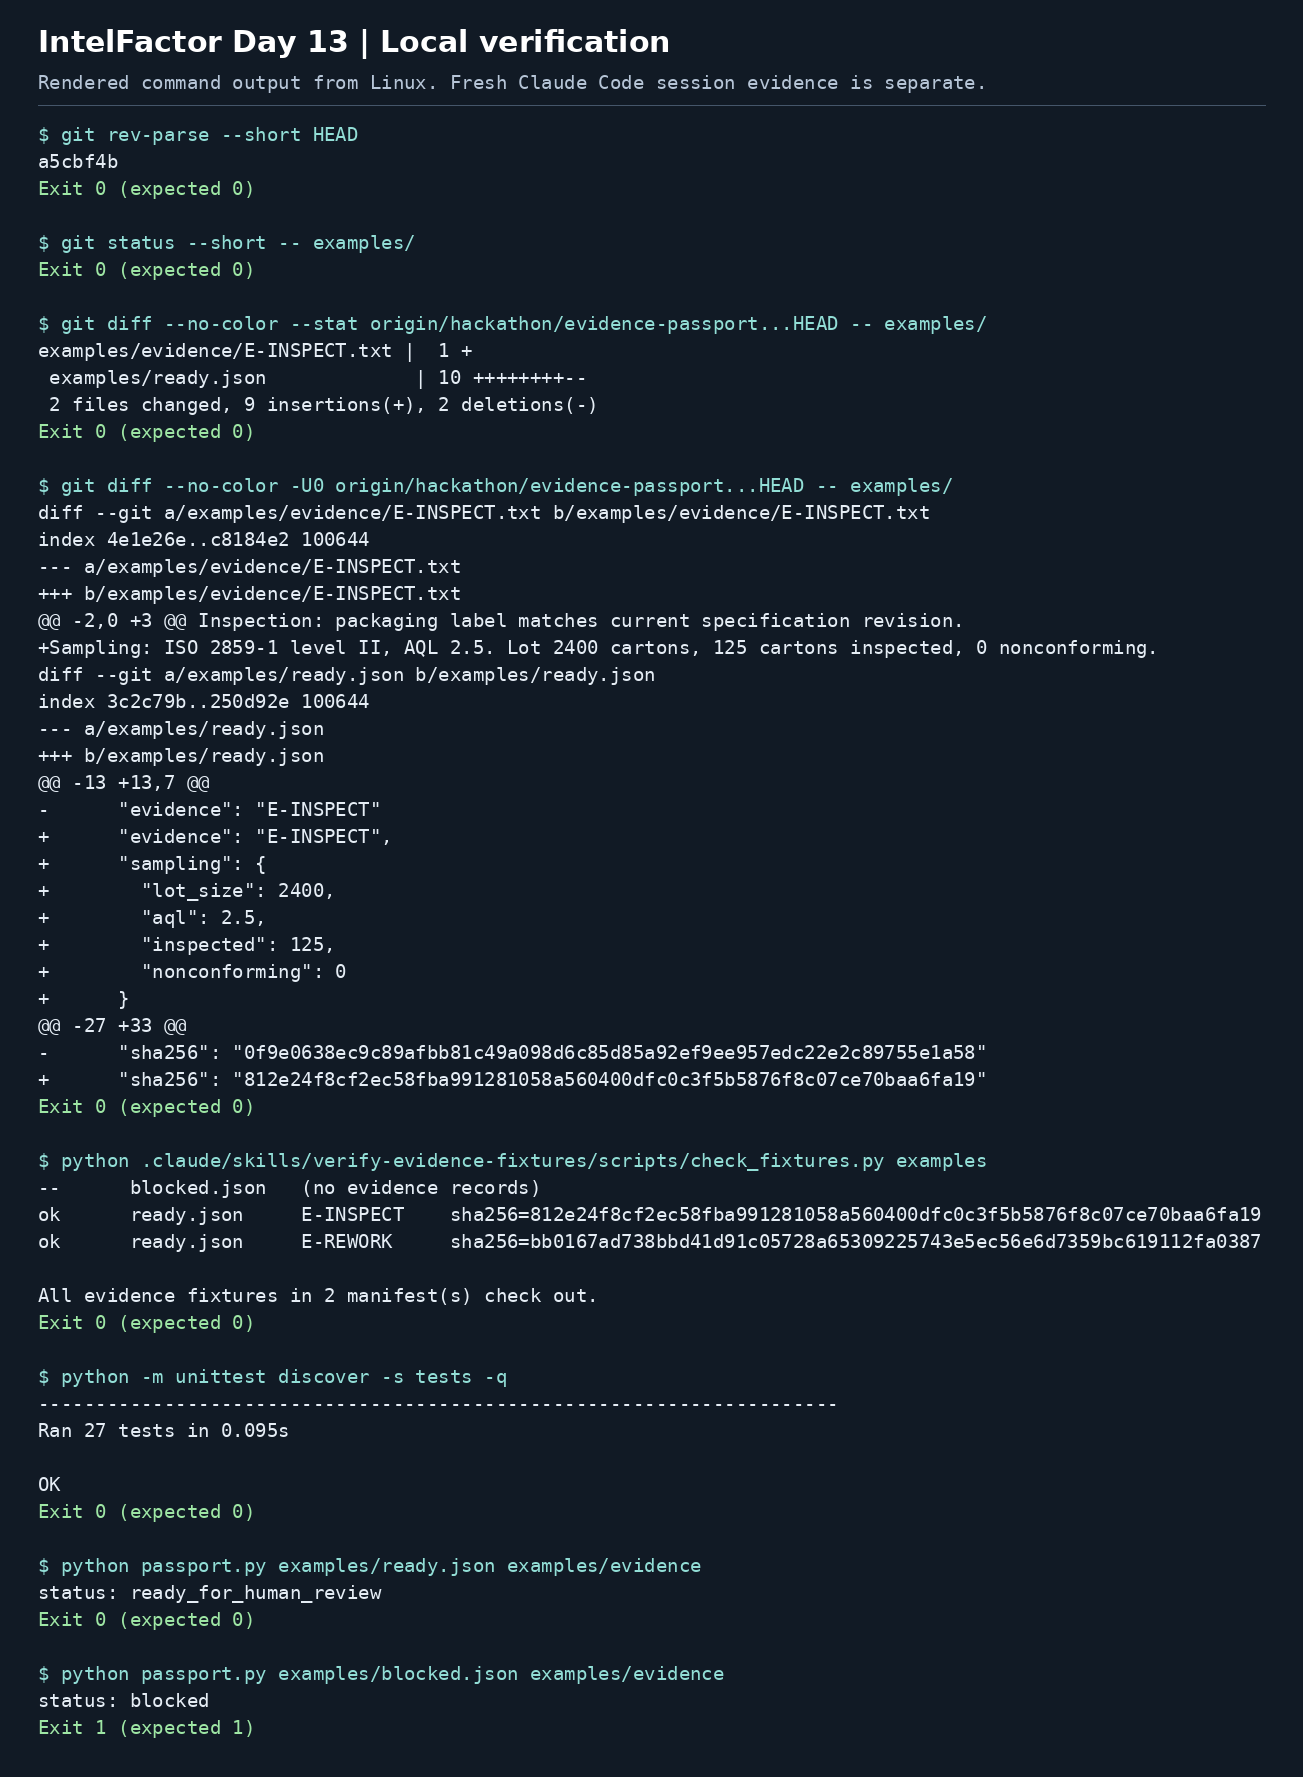 IntelFactor Day 13 | Local verification
Rendered command output from Linux. Fresh Claude Code session evidence is separate.
$ git rev-parse --short HEAD
a5cbf4b
Exit 0 (expected 0)
$ git status --short -- examples/
Exit 0 (expected 0)
$ git diff --no-color --stat origin/hackathon/evidence-passport...HEAD -- examples/
examples/evidence/E-INSPECT.txt |  1 +
 examples/ready.json             | 10 ++++++++--
 2 files changed, 9 insertions(+), 2 deletions(-)
Exit 0 (expected 0)
$ git diff --no-color -U0 origin/hackathon/evidence-passport...HEAD -- examples/
diff --git a/examples/evidence/E-INSPECT.txt b/examples/evidence/E-INSPECT.txt
index 4e1e26e..c8184e2 100644
--- a/examples/evidence/E-INSPECT.txt
+++ b/examples/evidence/E-INSPECT.txt
@@ -2,0 +3 @@ Inspection: packaging label matches current specification revision.
+Sampling: ISO 2859-1 level II, AQL 2.5. Lot 2400 cartons, 125 cartons inspected, 0 nonconforming.
diff --git a/examples/ready.json b/examples/ready.json
index 3c2c79b..250d92e 100644
--- a/examples/ready.json
+++ b/examples/ready.json
@@ -13 +13,7 @@
-      "evidence": "E-INSPECT"
+      "evidence": "E-INSPECT",
+      "sampling": {
+        "lot_size": 2400,
+        "aql": 2.5,
+        "inspected": 125,
+        "nonconforming": 0
+      }
@@ -27 +33 @@
-      "sha256": "0f9e0638ec9c89afbb81c49a098d6c85d85a92ef9ee957edc22e2c89755e1a58"
+      "sha256": "812e24f8cf2ec58fba991281058a560400dfc0c3f5b5876f8c07ce70baa6fa19"
Exit 0 (expected 0)
$ python .claude/skills/verify-evidence-fixtures/scripts/check_fixtures.py examples
--      blocked.json   (no evidence records)
ok      ready.json     E-INSPECT    sha256=812e24f8cf2ec58fba991281058a560400dfc0c3f5b5876f8c07ce70baa6fa19
ok      ready.json     E-REWORK     sha256=bb0167ad738bbd41d91c05728a65309225743e5ec56e6d7359bc619112fa0387
All evidence fixtures in 2 manifest(s) check out.
Exit 0 (expected 0)
$ python -m unittest discover -s tests -q
----------------------------------------------------------------------
Ran 27 tests in 0.095s
OK
Exit 0 (expected 0)
$ python passport.py examples/ready.json examples/evidence
status: ready_for_human_review
Exit 0 (expected 0)
$ python passport.py examples/blocked.json examples/evidence
status: blocked
Exit 1 (expected 1)